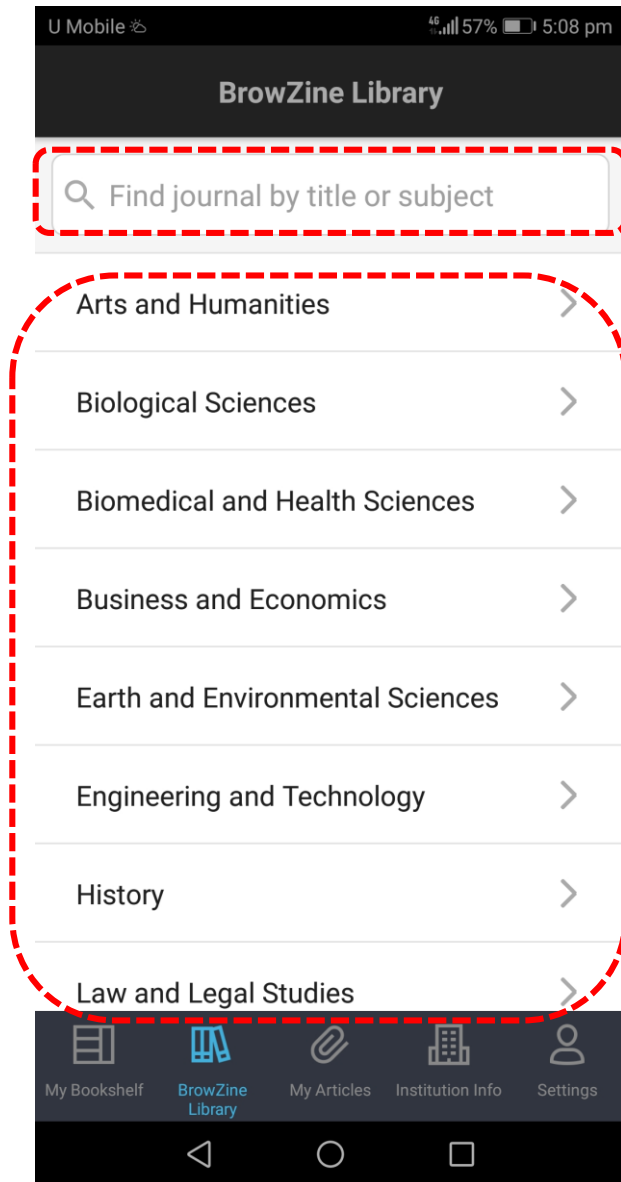 U Mobile 4G 57% 5:08 pm
BrowZine Library
Find journal by title or subject
Arts and Humanities
Biological Sciences
Biomedical and Health Sciences
Business and Economics
Earth and Environmental Sciences
Engineering and Technology
History
Law and Legal Studies
My Bookshelf BrowZine Library My Articles Institution Info Settings